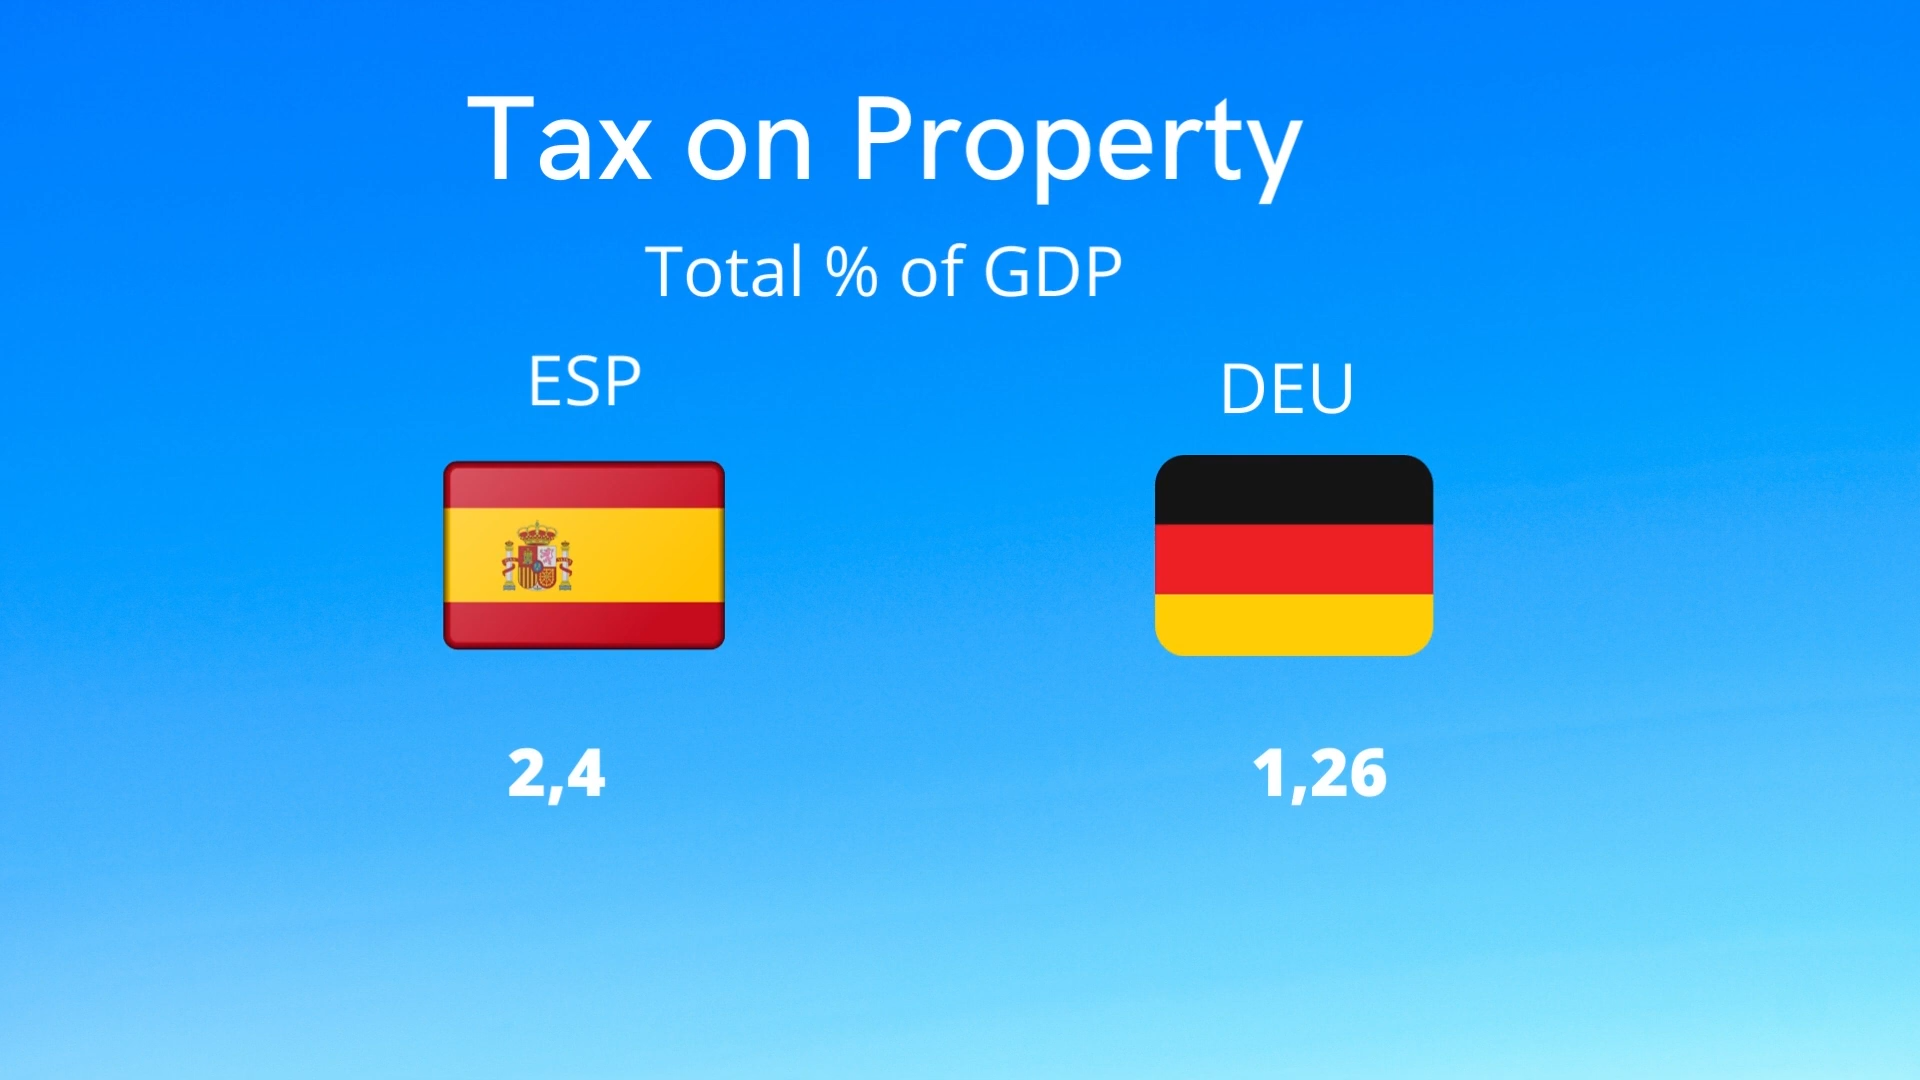 Tax on Property
Total % of GDP
ESP
DEU
2,4
1,26